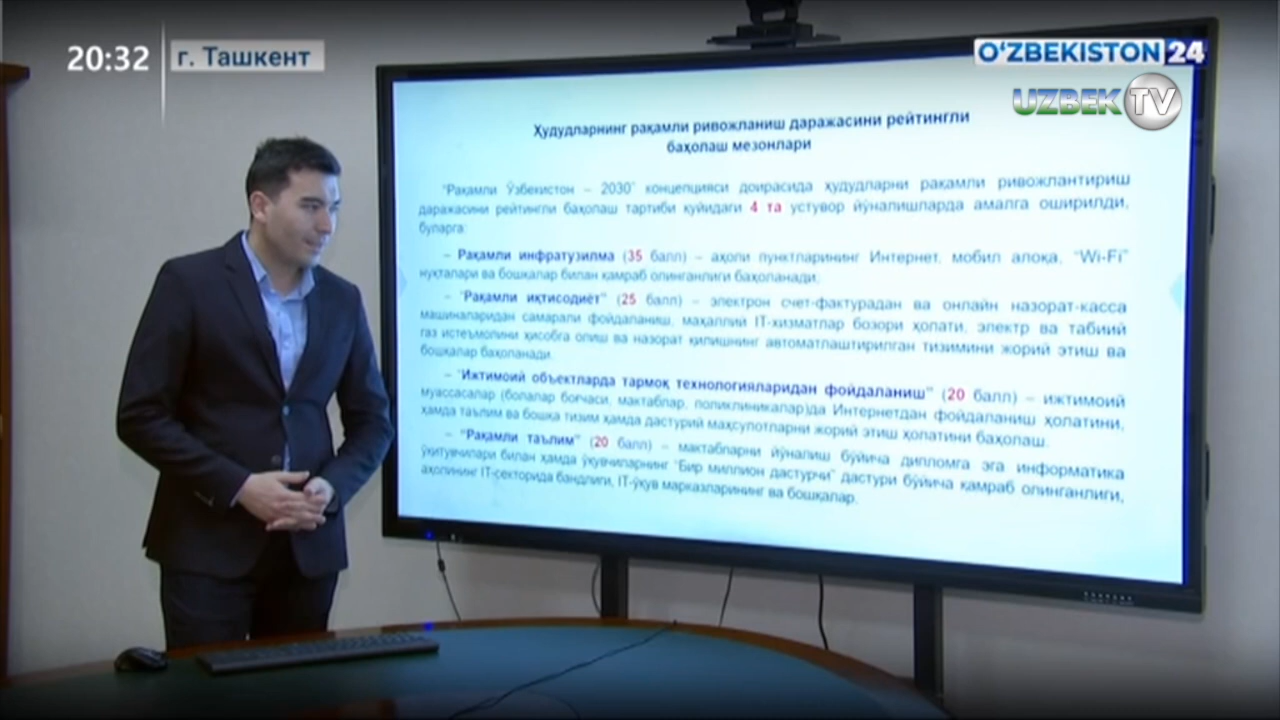 20:32
г. Ташкент
O‘ZBEKISTON 24
UZBEK TV
Ҳудудларнинг рақамли ривожланиш даражасини рейтингли
баҳолаш мезонлари
“Рақамли Ўзбекистон – 2030” концепцияси доирасида ҳудудларни рақамли ривожлантириш
даражасини рейтингли баҳолаш тартиби қуйидаги 4 та устувор йўналишларда амалга оширилди,
буларга:
– Рақамли инфратузилма (35 балл) – аҳоли пунктларининг Интернет, мобил алоқа, “Wi-Fi”
нуқталари ва бошқалар билан қамраб олинганлиги баҳоланади;
– “Рақамли иқтисодиёт” (25 балл) – электрон счет-фактурадан ва онлайн назорат-касса
машиналаридан самарали фойдаланиш, маҳаллий IT-хизматлар бозори ҳолати, электр ва табиий
газ истеъмолини ҳисобга олиш ва назорат қилишнинг автоматлаштирилган тизимини жорий этиш ва
бошқалар баҳоланади.
– “Ижтимоий объектларда тармоқ технологияларидан фойдаланиш” (20 балл) – ижтимоий
муассасалар (болалар боғчаси, мактаблар, поликлиникалар)да Интернетдан фойдаланиш ҳолатини,
ҳамда таълим ва бошқа тизим ҳамда дастурий маҳсулотларни жорий этиш ҳолатини баҳолаш.
– “Рақамли таълим” (20 балл) – мактабларни йўналиш бўйича дипломга эга информатика
ўқитувчилари билан ҳамда ўқувчиларнинг “Бир миллион дастурчи” дастури бўйича қамраб олинганлиги,
аҳолининг IT-секторида бандлиги, IT-ўқув марказларининг ва бошқалар.